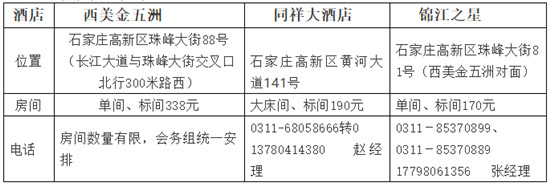 酒店 西美金五洲 同祥大酒店 锦江之星
位置 石家庄高新区珠峰大街88号（长江大道与珠峰大街交叉口北行300米路西） 石家庄高新区黄河大道141号 石家庄高新区珠峰大街81号（西美金五洲对面）
房间 单间、标间338元 大床间、标间190元 单间、标间170元
电话 房间数量有限，会务组统一安排 0311-68058666转0 13780414380 赵经理 0311－85370899、0311－85370889 17798061356 张经理